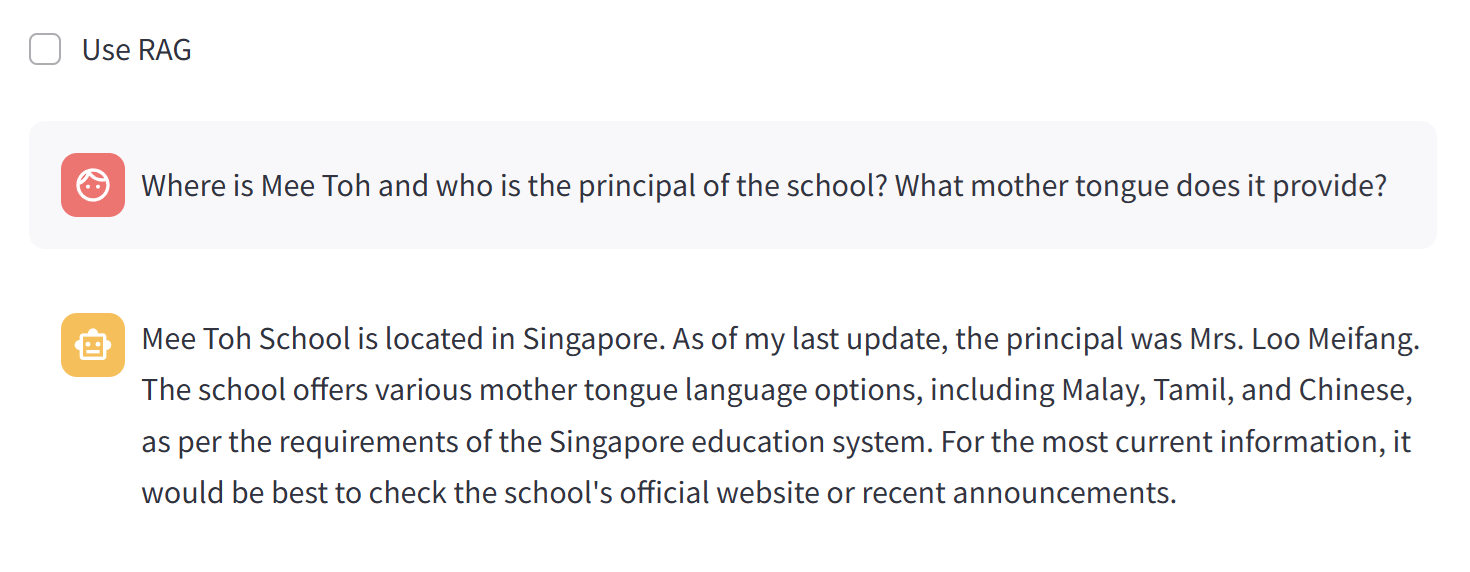 Use RAG
Where is Mee Toh and who is the principal of the school? What mother tongue does it provide?
Mee Toh School is located in Singapore. As of my last update, the principal was Mrs. Loo Meifang.
The school offers various mother tongue language options, including Malay, Tamil, and Chinese,
as per the requirements of the Singapore education system. For the most current information, it
would be best to check the school's official website or recent announcements.